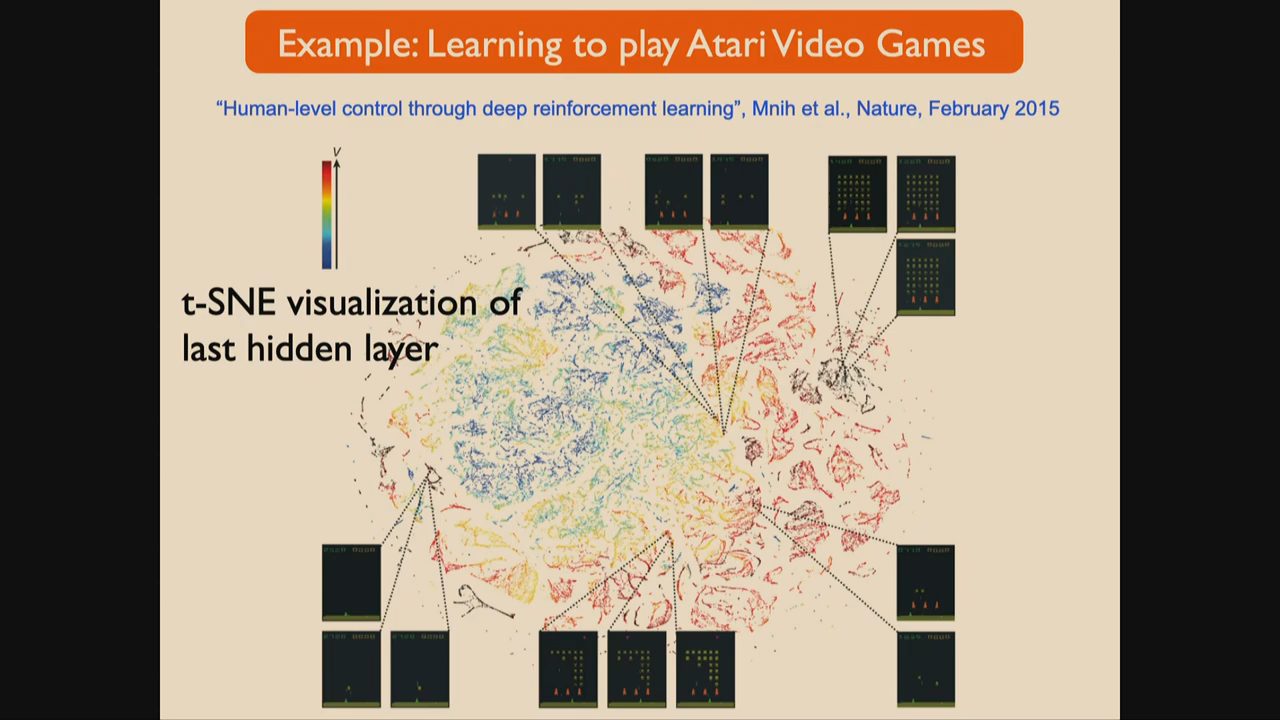 Example: Learning to play Atari Video Games
“Human-level control through deep reinforcement learning”, Mnih et al., Nature, February 2015
V
t-SNE visualization of
last hidden layer